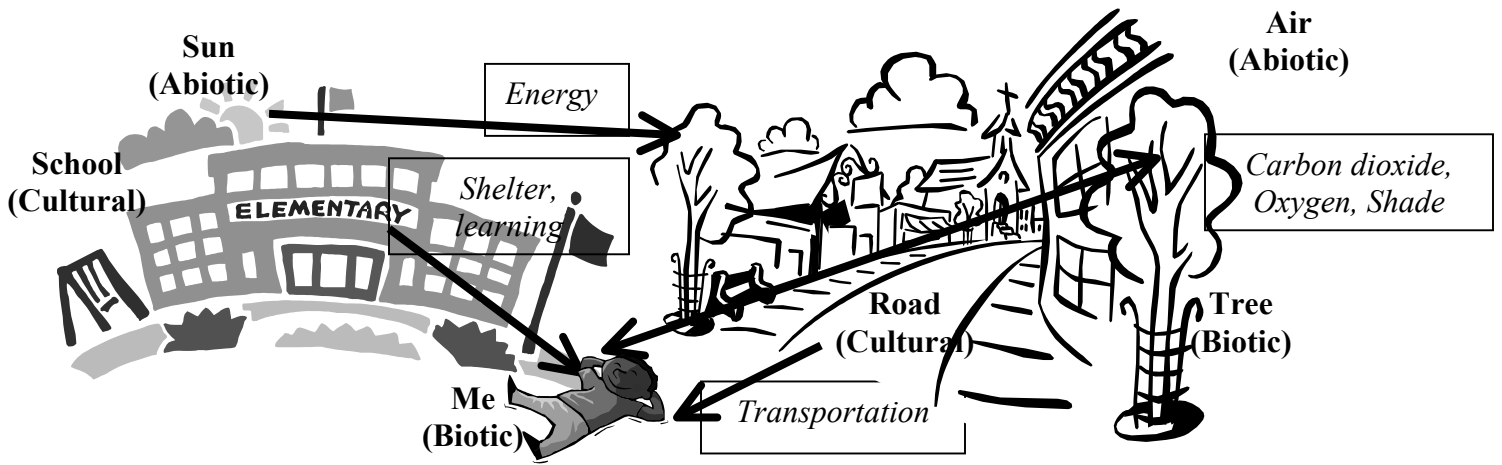 Sun
(Abiotic)
Energy
Air
(Abiotic)
School
(Cultural)
ELEMENTARY
Shelter,
learning
Carbon dioxide,
Oxygen, Shade
Road
(Cultural)
Tree
(Biotic)
Me
(Biotic)
Transportation